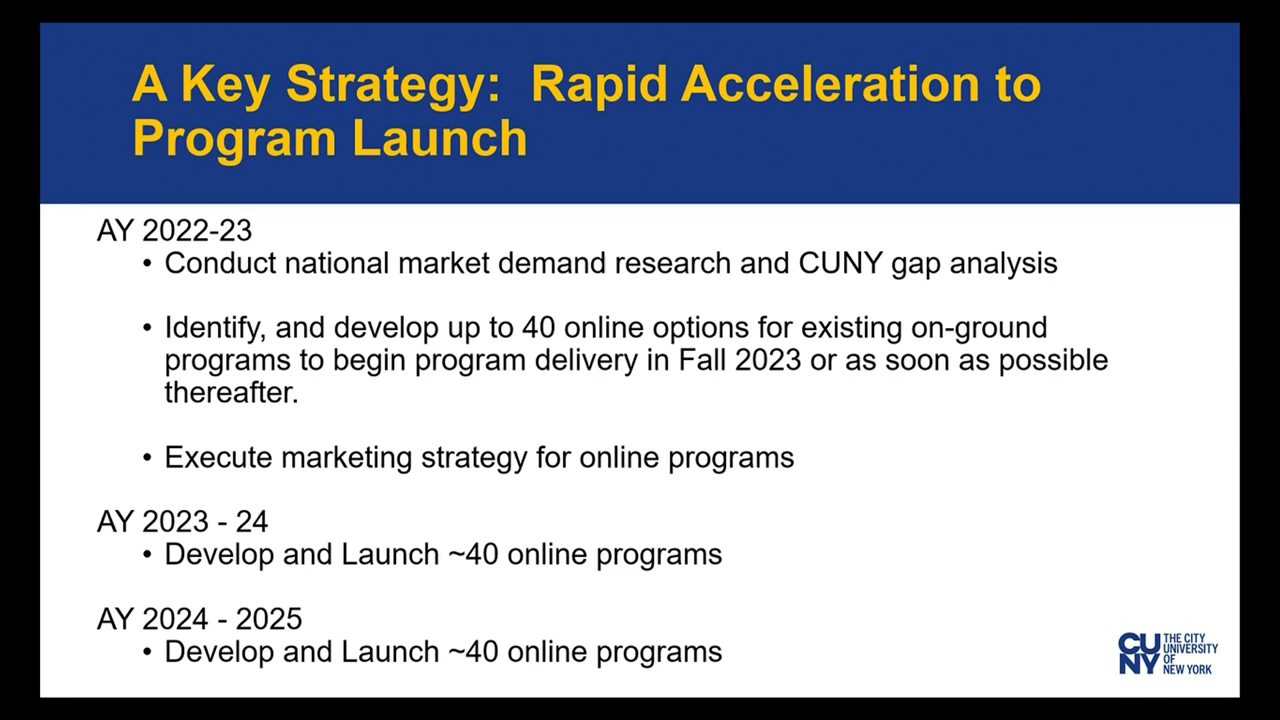 A Key Strategy:  Rapid Acceleration to
Program Launch
AY 2022-23
• Conduct national market demand research and CUNY gap analysis
• Identify, and develop up to 40 online options for existing on-ground
programs to begin program delivery in Fall 2023 or as soon as possible
thereafter.
• Execute marketing strategy for online programs
AY 2023 - 24
• Develop and Launch ~40 online programs
AY 2024 - 2025
• Develop and Launch ~40 online programs
CU
NY
THE CITY
UNIVERSITY
OF
NEW YORK